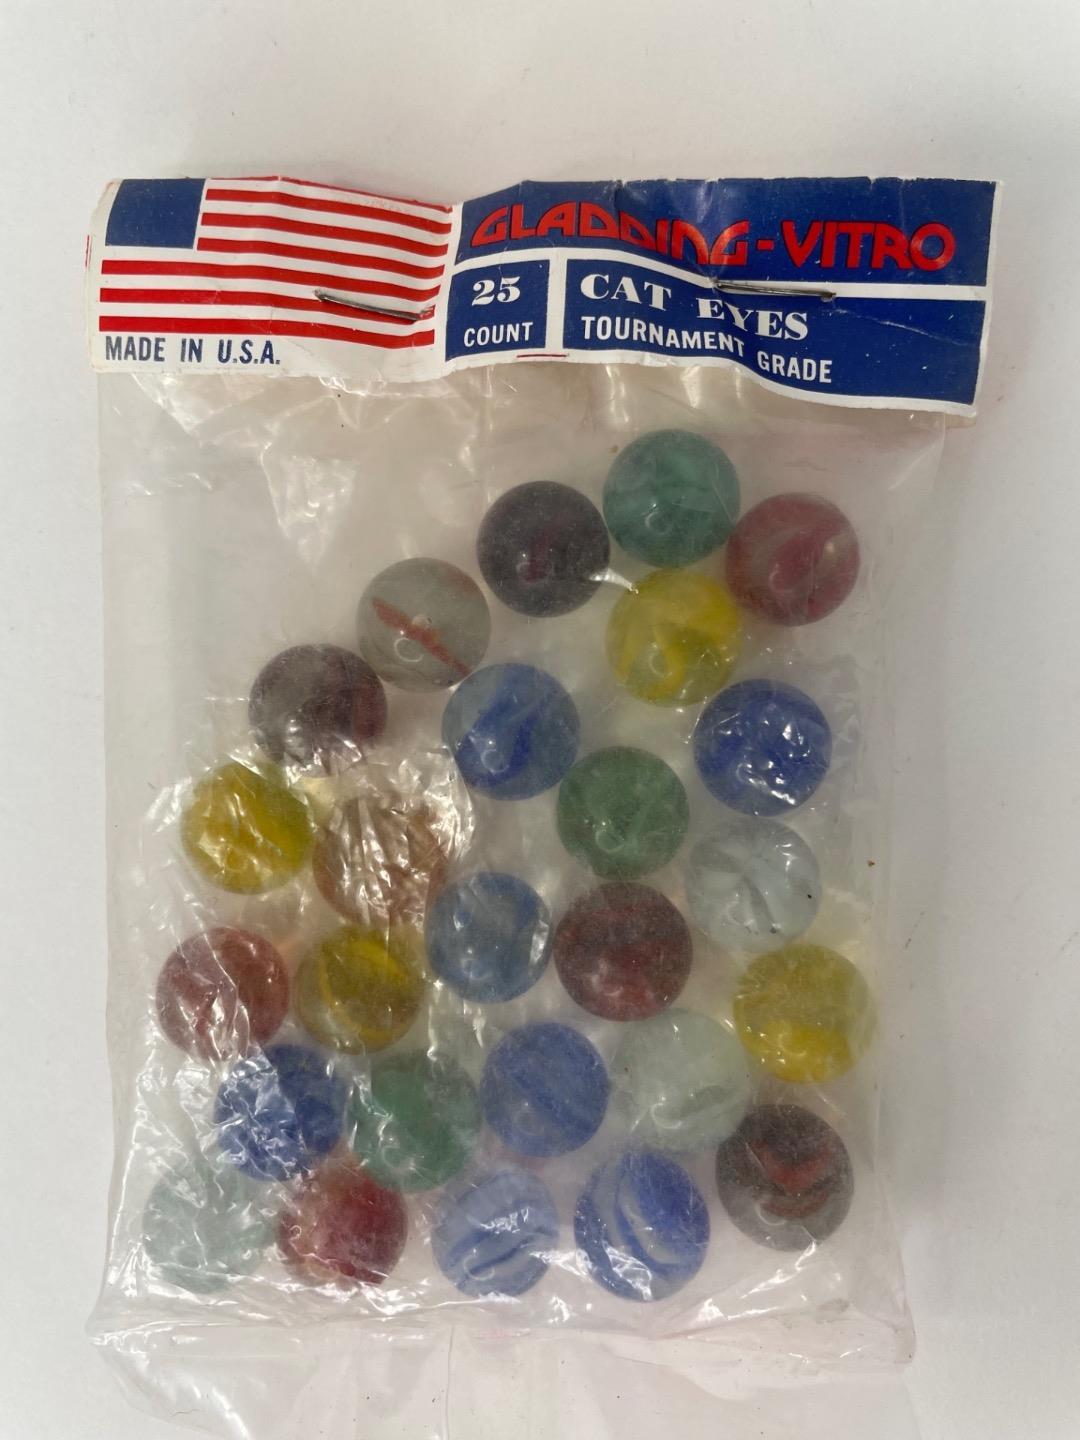 GLADDING-VITRO
25
COUNT
CAT EYES
TOURNAMENT GRADE
MADE IN U.S.A.